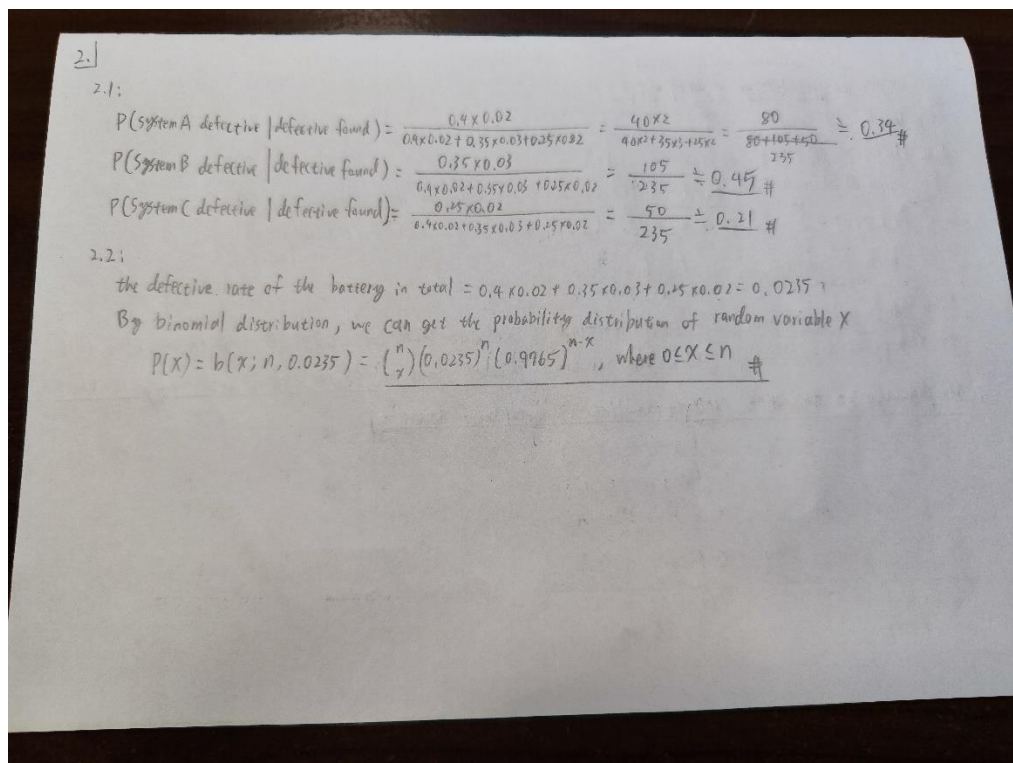 2.
2.1:
P(System A defective | defective found) = 0.4×0.02 / 0.4×0.02+0.35×0.03+0.25×0.02 = 40×2 / 40×2+35×3+25×2 = 80 / 80+105+50 ≒ 0.34 #
235
P(System B defective | defective found) = 0.35×0.03 / 0.4×0.02+0.35×0.03+0.25×0.02 = 105 / 235 ≒ 0.45 #
P(System C defective | defective found) = 0.25×0.02 / 0.4×0.02+0.35×0.03+0.25×0.02 = 50 / 235 ≒ 0.21 #
2.2:
the defective rate of the battery in total = 0.4×0.02 + 0.35×0.03 + 0.25×0.02 = 0.0235
By binomial distribution, we can get the probability distribution of random variable X
P(X) = b(x; n, 0.0235) = (n x)(0.0235)^n (0.9765)^n-x, where 0≤X≤n #